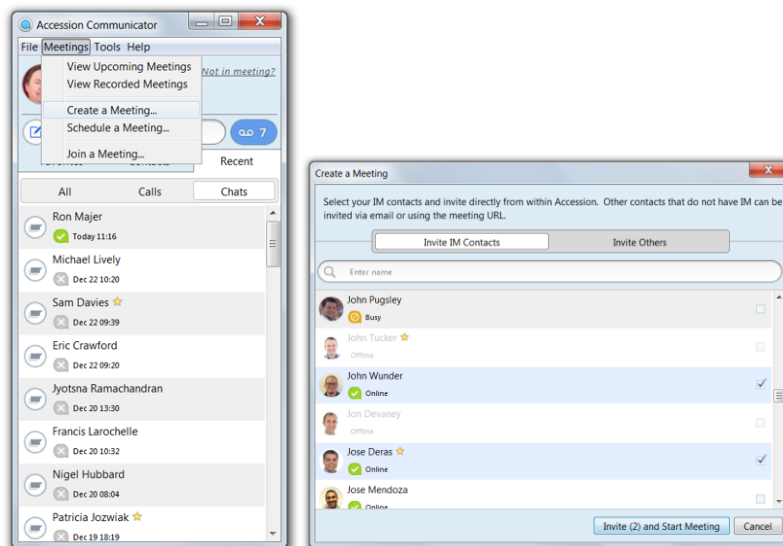 Accession Communicator
File Meetings Tools Help
View Upcoming Meetings
View Recorded Meetings
Create a Meeting...
Schedule a Meeting...
Join a Meeting...
Not in meeting?
7
Recent
All Calls Chats
Ron Majer
Today 11:16
Michael Lively
Dec 22 10:20
Sam Davies
Dec 22 09:39
Eric Crawford
Dec 22 09:20
Jyotsna Ramachandran
Dec 20 13:30
Francis Larochelle
Dec 20 10:32
Nigel Hubbard
Dec 20 08:04
Patricia Jozwiak
Dec 19 18:19
Create a Meeting
Select your IM contacts and invite directly from within Accession. Other contacts that do not have IM can be
invited via email or using the meeting URL.
Invite IM Contacts Invite Others
Enter name
John Pugsley
Busy
John Tucker
Offline
John Wunder
Online
Jon Devaney
Offline
Jose Deras
Online
Jose Mendoza
Online
Invite (2) and Start Meeting Cancel